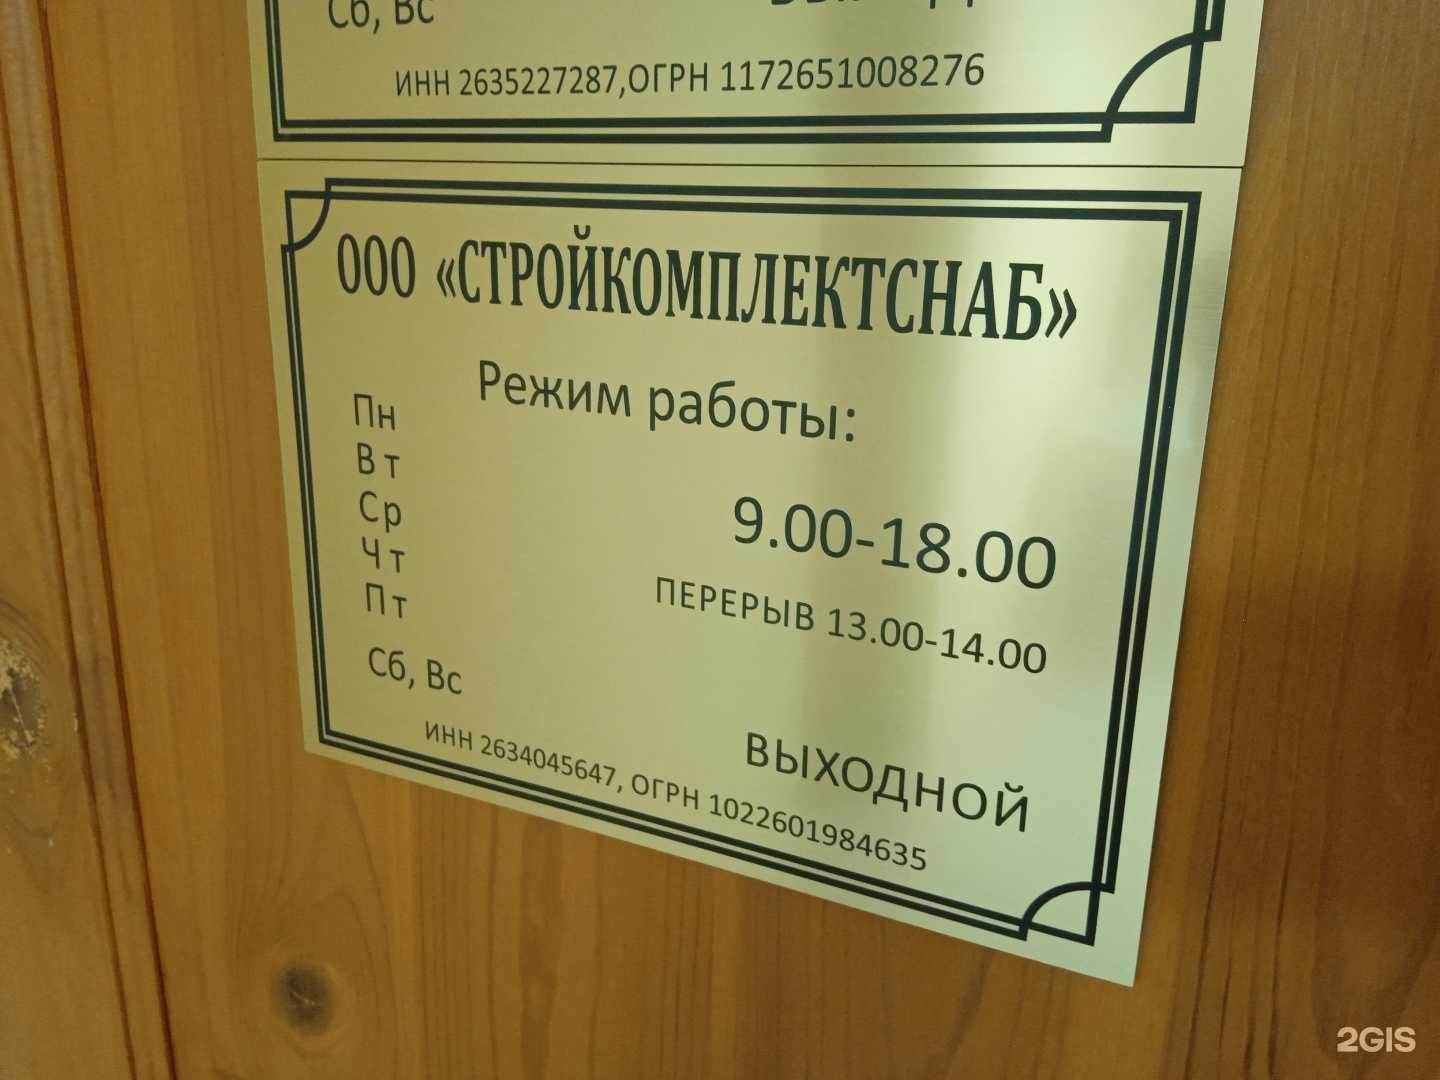 Сб, Вс
ИНН 2635227287,ОГРН 1172651008276
ООО «СТРОЙКОМПЛЕКТСНАБ»
Режим работы:
Пн
Вт
Ср
Чт
Пт
9.00-18.00
ПЕРЕРЫВ 13.00-14.00
Сб, Вс
ВЫХОДНОЙ
ИНН 2634045647, ОГРН 1022601984635
2GIS